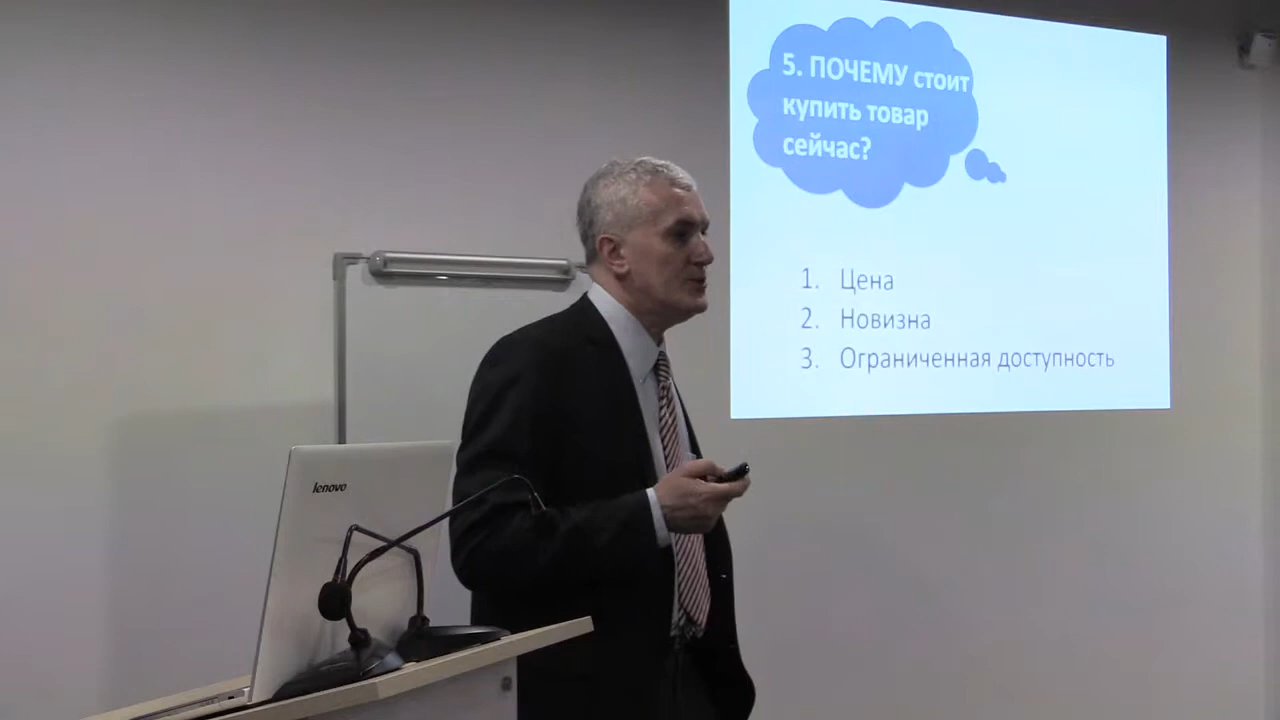 5. ПОЧЕМУ стоит
купить товар
сейчас?
1. Цена
2. Новизна
3. Ограниченная доступность
lenovo